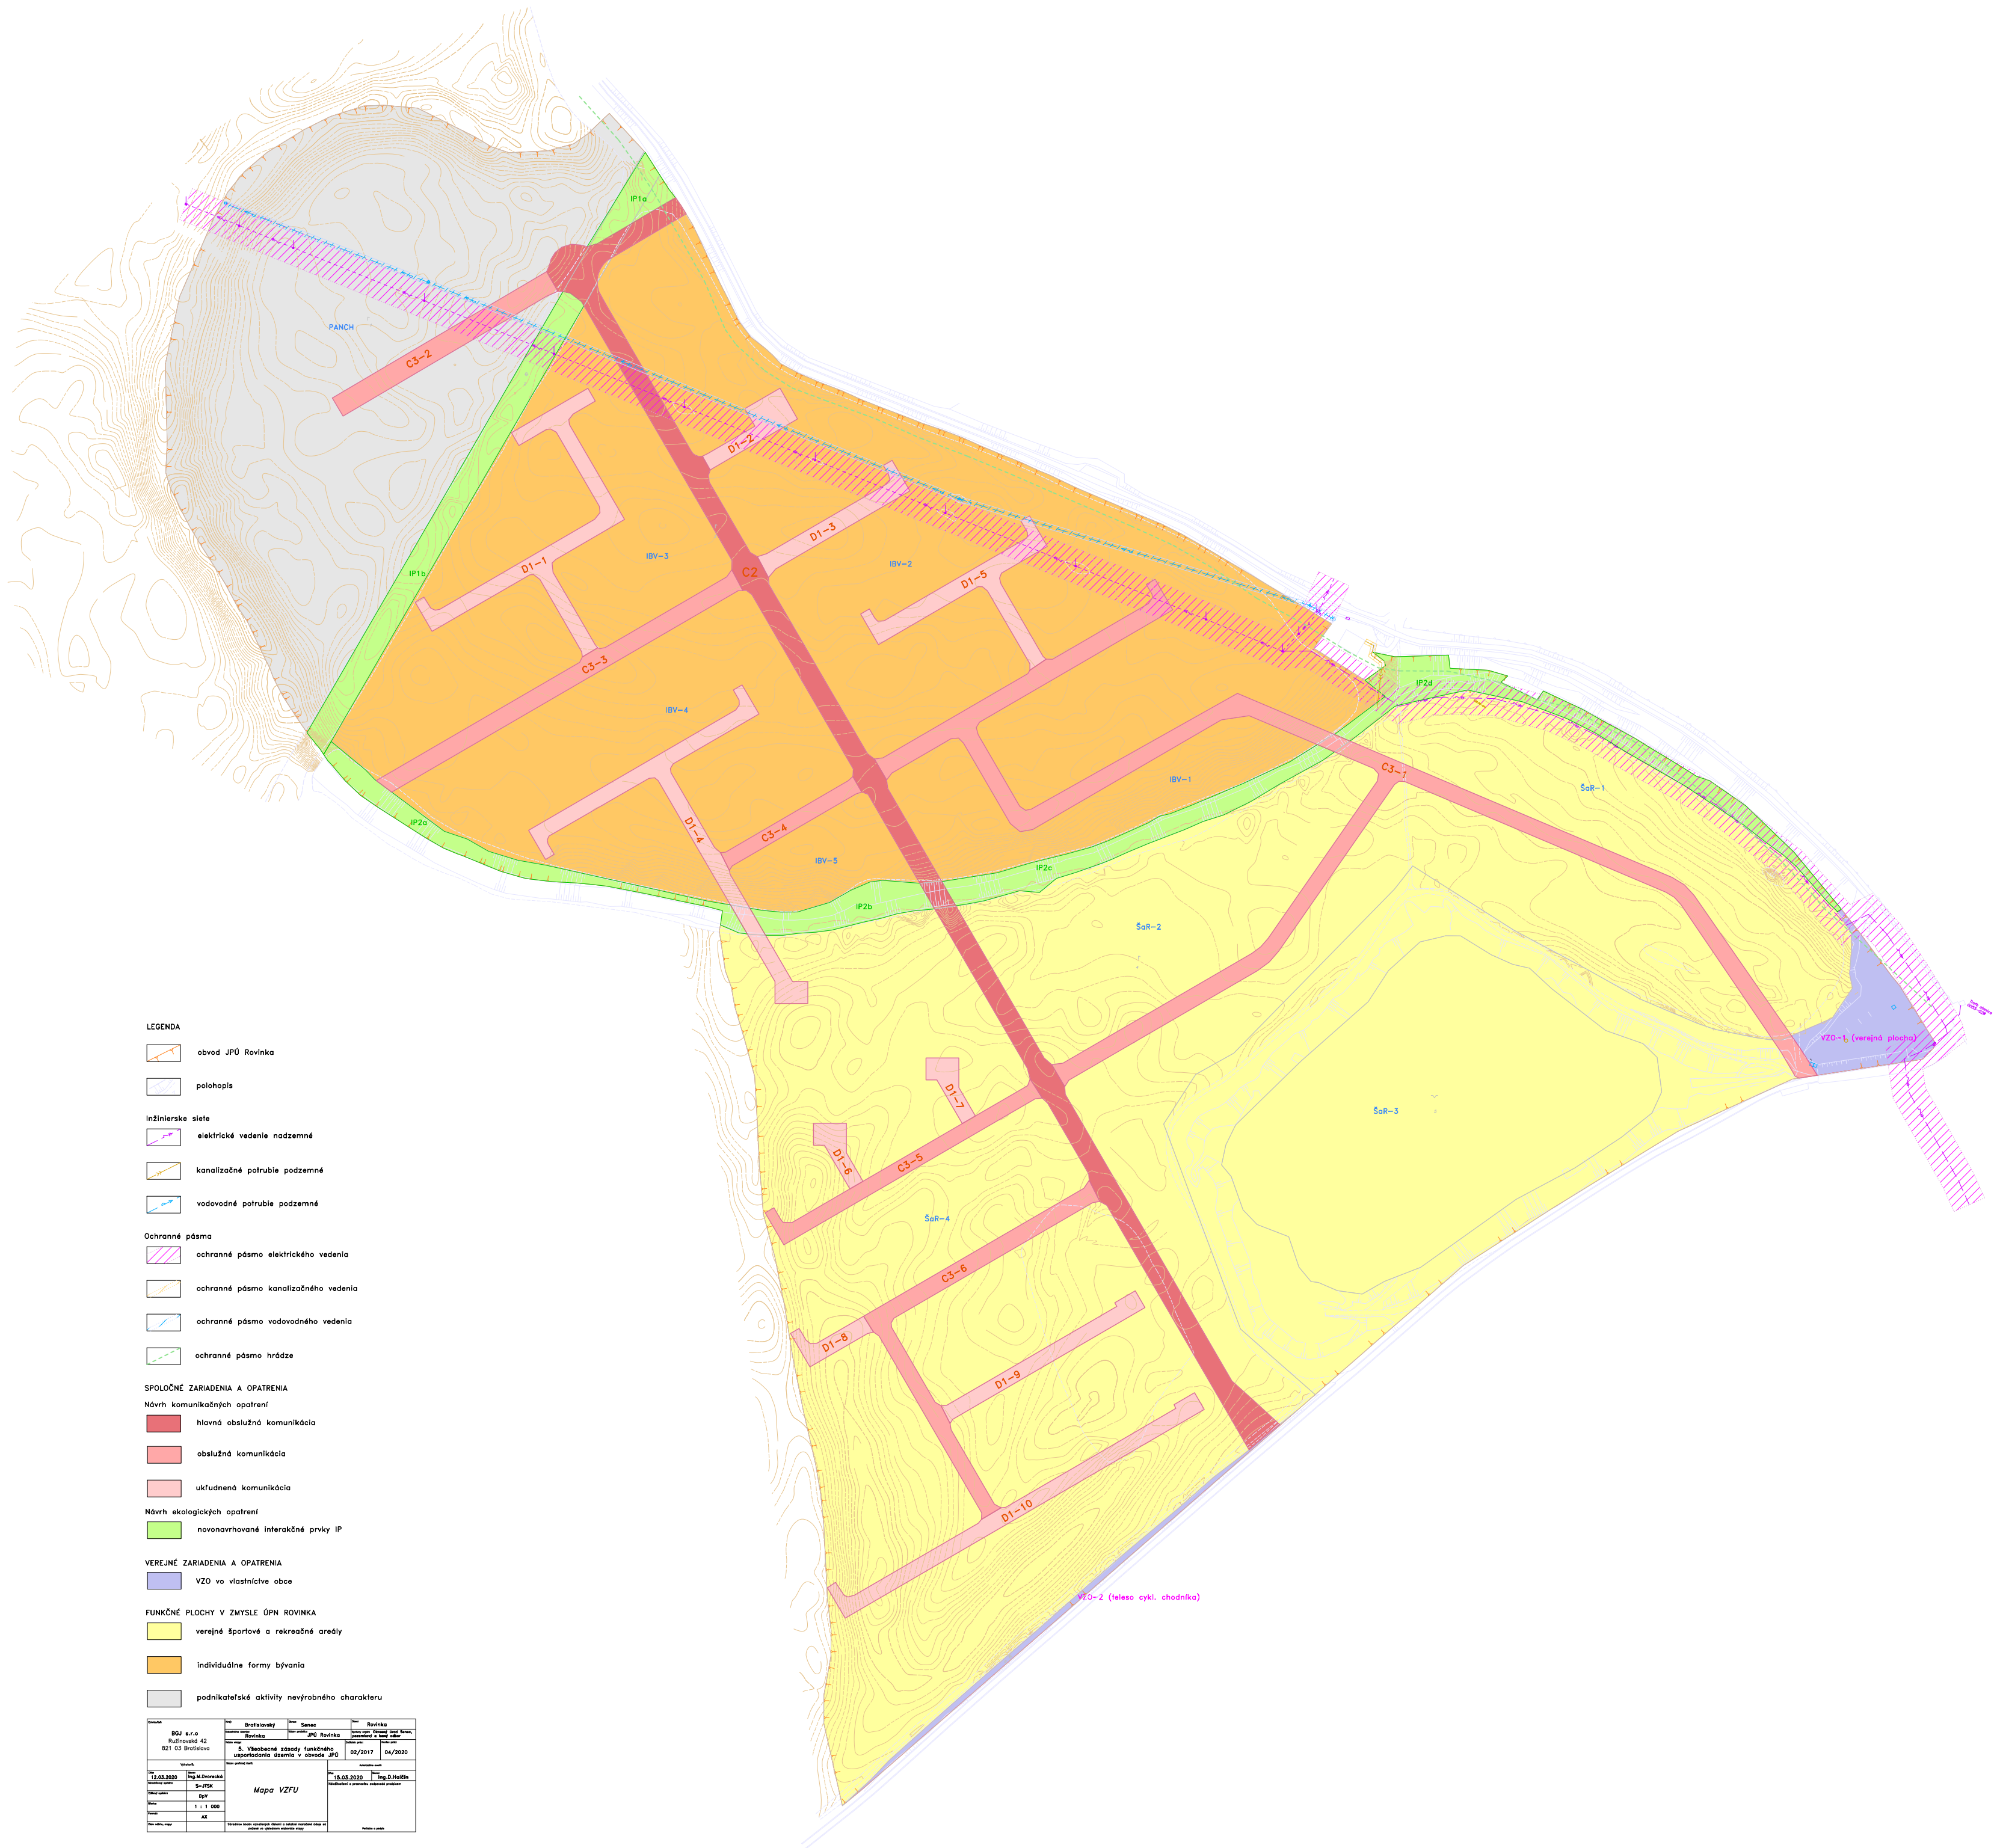 IP1a
PANCH
C3-2
D1-2
D1-3
IBV-3
IBV-2
C2
D1-1
IP1b
D1-5
C3-3
IP2d
IBV-4
C3-1
IBV-1
ŠaR-1
IP2a
D1-4
C3-4
IBV-5
IP2c
IP2b
ŠaR-2
VZO-1 (verejná plocha)
D1-7
ŠaR-3
D1-6
C3-5
ŠaR-4
C3-6
D1-8
D1-9
D1-10
VZO-2 (teleso cykl. chodníka)
LEGENDA
obvod JPÚ Rovinka
polohopis
Inžinierske siete
elektrické vedenie nadzemné
kanalizačné potrubie podzemné
vodovodné potrubie podzemné
Ochranné pásma
ochranné pásmo elektrického vedenia
ochranné pásmo kanalizačného vedenia
ochranné pásmo vodovodného vedenia
ochranné pásmo hrádze
SPOLOČNÉ ZARIADENIA A OPATRENIA
Návrh komunikačných opatrení
hlavná obslužná komunikácia
obslužná komunikácia
ukľudnená komunikácia
Návrh ekologických opatrení
novonavrhované interakčné prvky IP
VEREJNÉ ZARIADENIA A OPATRENIA
VZO vo vlastníctve obce
FUNKČNÉ PLOCHY V ZMYSLE ÚPN ROVINKA
verejné športové a rekreačné areály
individuálne formy bývania
podnikateľské aktivity nevýrobného charakteru
BGJ s.r.o
Ružinovská 42
821 03 Bratislava
Bratislavský
Senec
Rovinka
Rovinka
JPÚ Rovinka
5. Všeobecné zásady funkčného
usporiadania územia v obvode JPÚ
02/2017
04/2020
12.03.2020
Ing.M.Dvorecká
15.03.2020
Ing.D.Halčin
S-JTSK
BpV
1 : 1 000
AX
Mapa VZFU